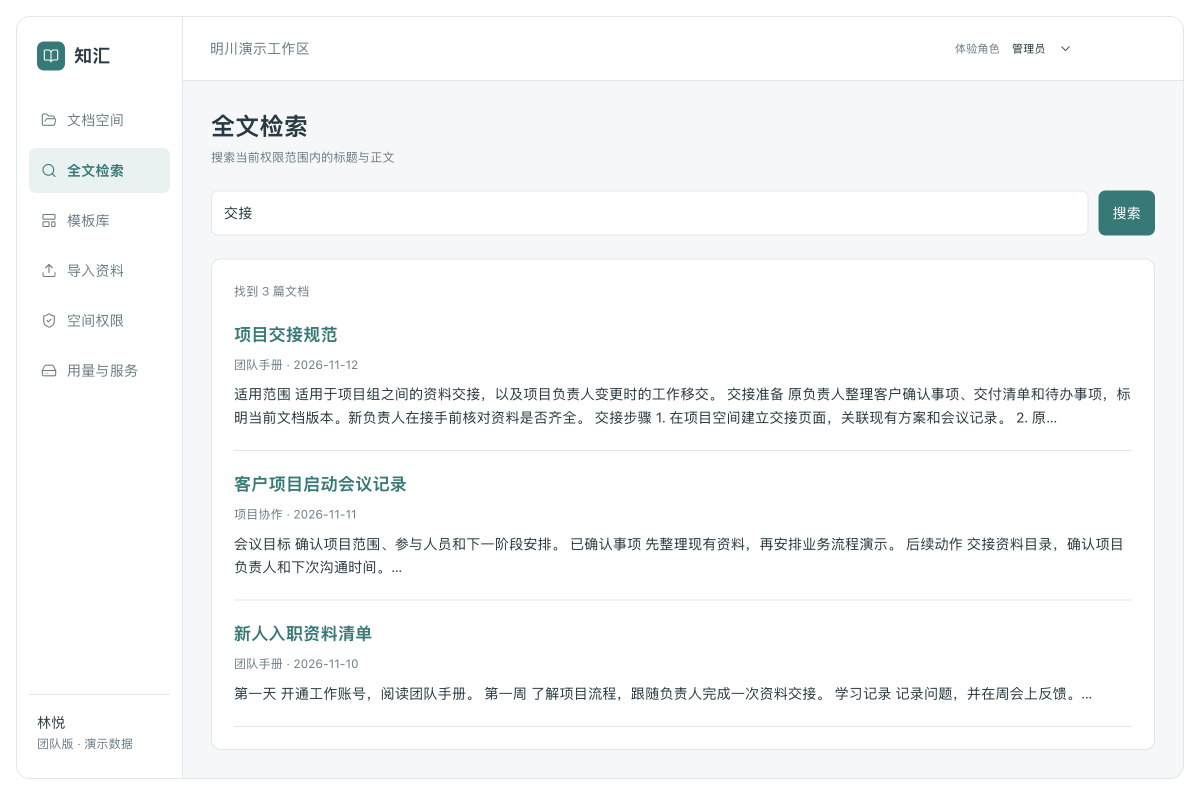 知汇
明川演示工作区
体验角色 管理员
文档空间
全文检索
模板库
导入资料
空间权限
用量与服务
林悦
团队版 · 演示数据
全文检索
搜索当前权限范围内的标题与正文
交接
搜索
找到 3 篇文档
项目交接规范
团队手册 · 2026-11-12
适用范围 适用于项目组之间的资料交接，以及项目负责人变更时的工作移交。 交接准备 原负责人整理客户确认事项、交付清单和待办事项，标
明当前文档版本。新负责人在接手前核对资料是否齐全。 交接步骤 1. 在项目空间建立交接页面，关联现有方案和会议记录。 2. 原...
客户项目启动会议记录
项目协作 · 2026-11-11
会议目标 确认项目范围、参与人员和下一阶段安排。 已确认事项 先整理现有资料，再安排业务流程演示。 后续动作 交接资料目录，确认项目
负责人和下次沟通时间。...
新人入职资料清单
团队手册 · 2026-11-10
第一天 开通工作账号，阅读团队手册。 第一周 了解项目流程，跟随负责人完成一次资料交接。 学习记录 记录问题，并在周会上反馈。...